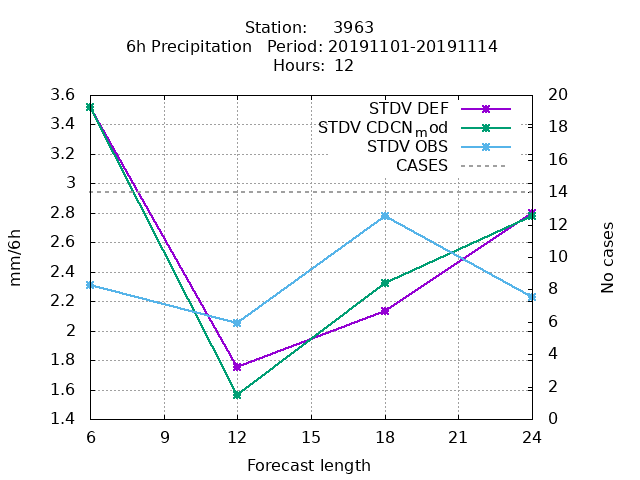 Station:     3963
6h Precipitation   Period: 20191101-20191114
Hours:  12
3.6
3.4
3.2
3
2.8
2.6
2.4
2.2
2
1.8
1.6
1.4
20
18
16
14
12
10
8
6
4
2
0
STDV DEF
STDV CDCNmod
STDV OBS
CASES
mm/6h
No cases
6 9 12 15 18 21 24
Forecast length